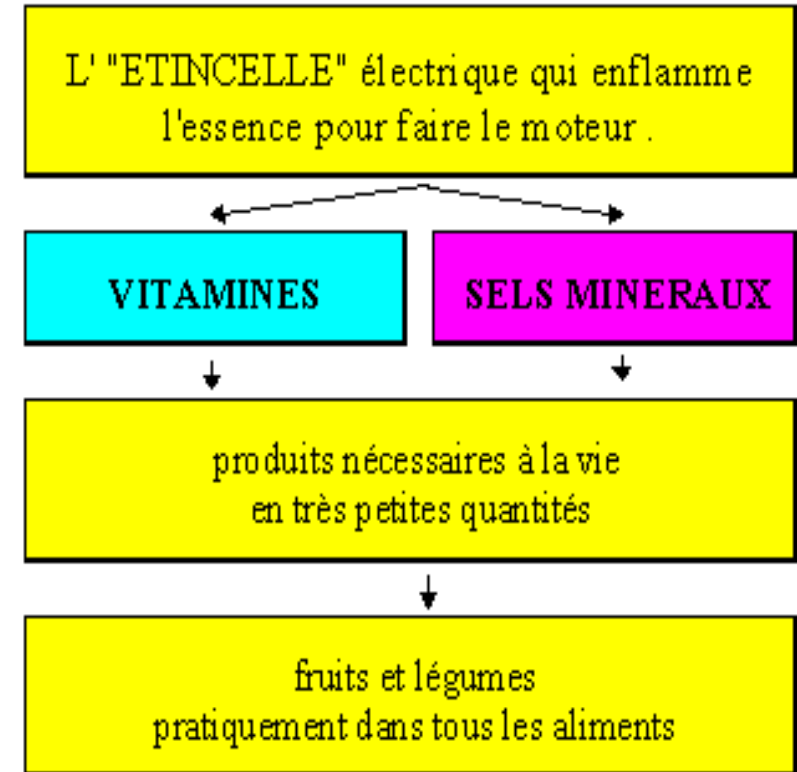 L' "ETINCELLE" électrique qui enflamme
l'essence pour faire le moteur .
VITAMINES
SELS MINERAUX
produits nécessaires à la vie
en très petites quantités
fruits et légumes
pratiquement dans tous les aliments